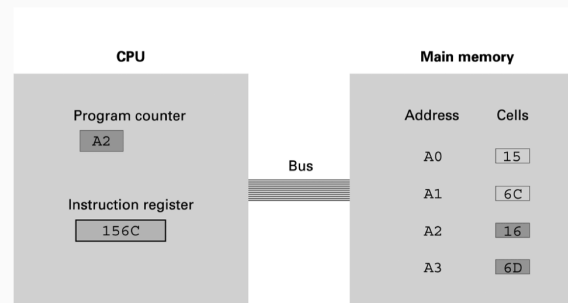 CPU
Main memory
Program counter
A2
Bus
Instruction register
156C
Address Cells
A0 15
A1 6C
A2 16
A3 6D